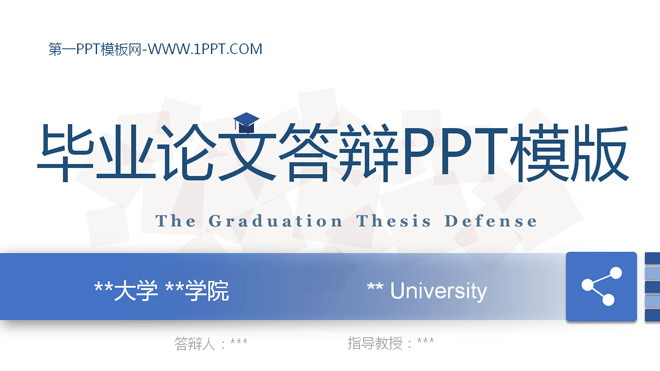 第一PPT模板网-WWW.1PPT.COM
毕业论文答辩PPT模版
The Graduation Thesis Defense
**大学 **学院 ** University
答辩人：*** 指导教授：***